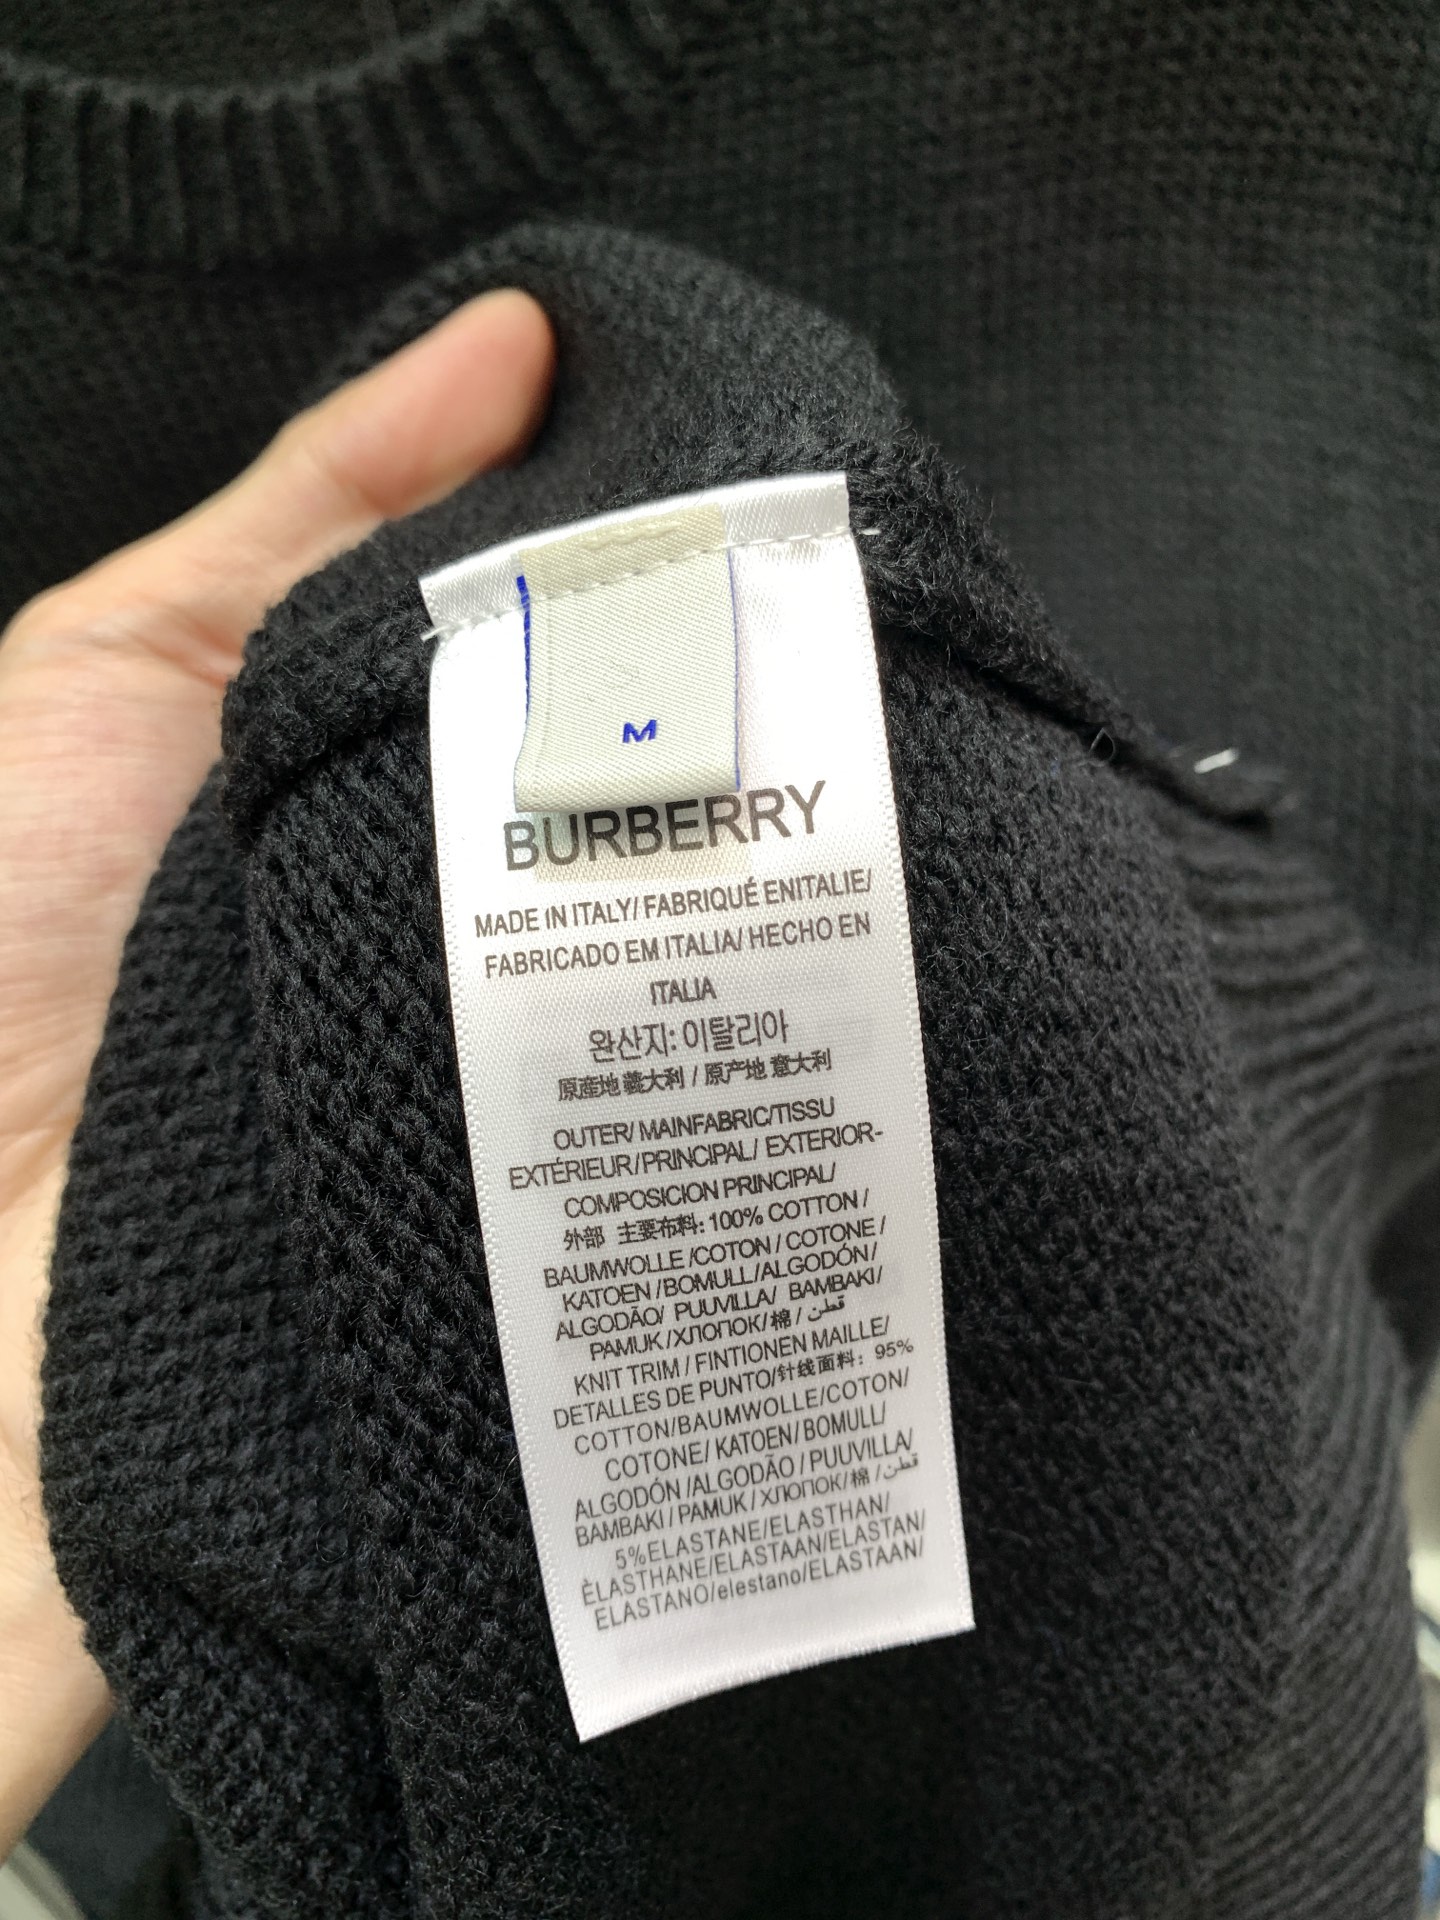 M
BURBERRY
MADE IN ITALY/ FABRIQUÉ ENITALIE/
FABRICADO EM ITALIA/ HECHO EN
ITALIA
완산지: 이탈리아
原産地 義大利 / 原产地 意大利
OUTER/ MAINFABRIC/TISSU
EXTÉRIEUR/PRINCIPAL/ EXTERIOR-
COMPOSICION PRINCIPAL/
外部 主要布料: 100% COTTON /
BAUMWOLLE /COTON / COTONE /
KATOEN /BOMULL/ALGODÓN/
ALGODÃO/ PUUVILLA/ BAMBAKI/
PAMUK /ХЛОПОК/棉 / قطن
KNIT TRIM / FINTIONEN MAILLE/
DETALLES DE PUNTO/针线面料: 95%
COTTON/BAUMWOLLE/COTON/
COTONE/ KATOEN/ BOMULL/
ALGODÓN /ALGODÃO / PUUVILLA/
BAMBAKI / PAMUK / ХЛОПОК/ 棉 / قطن
5%ELASTANE/ELASTHAN/
ÈLASTHANE/ELASTAAN/ELASTAN/
ELASTANO/elestano/ELASTAAN/